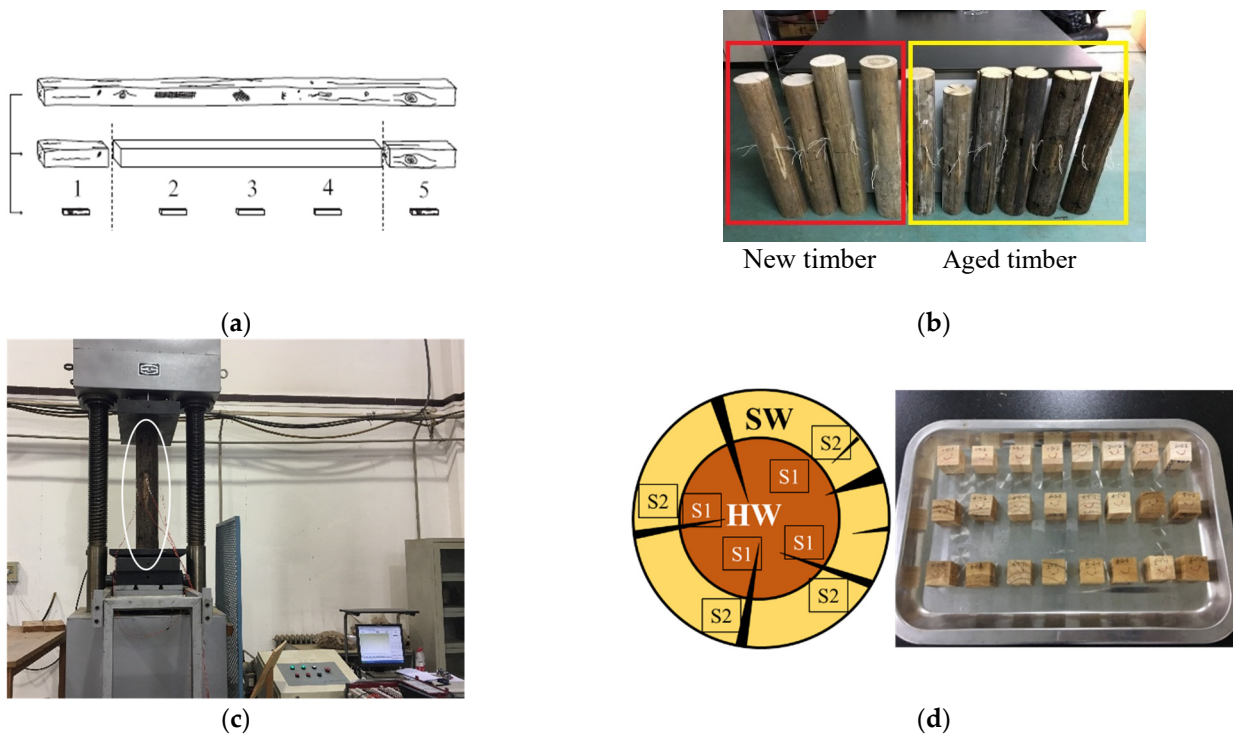 1 2 3 4 5
New timber Aged timber
(a) (b)
SW
S2
S1
S2 S1
HW
S1 S1
S2
S2
(c) (d)